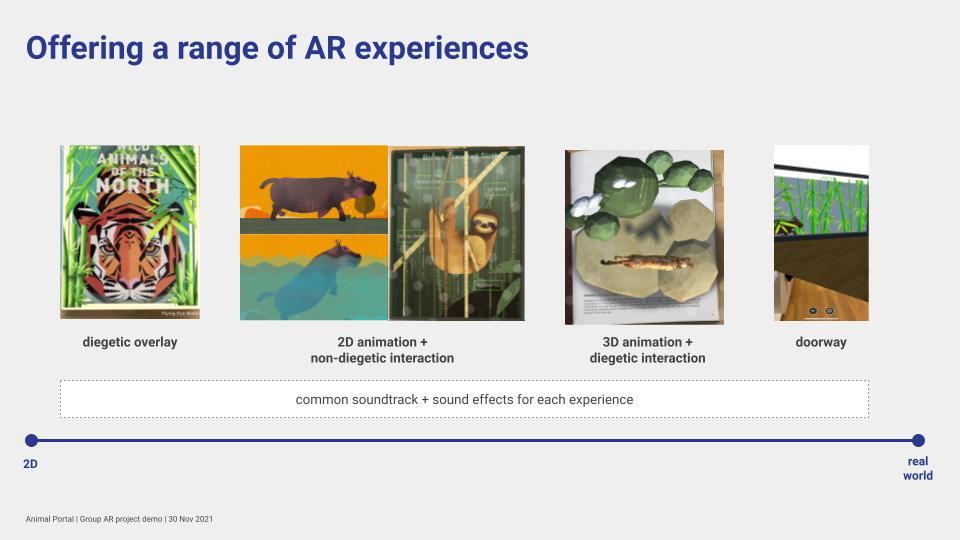 Offering a range of AR experiences
WILD
ANIMALS
OF THE
NORTH
Flying Eye Books
Brown Throated Sloth
diegetic overlay
2D animation +
non-diegetic interaction
3D animation +
diegetic interaction
doorway
common soundtrack + sound effects for each experience
2D
real
world
Animal Portal | Group AR project demo | 30 Nov 2021